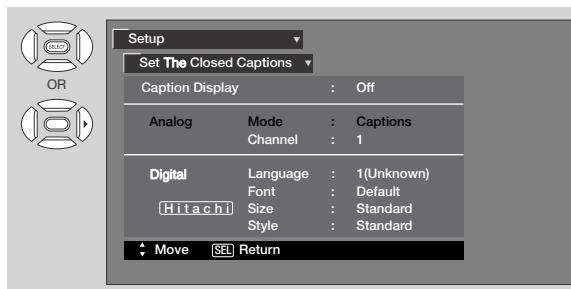 SELECT
OR
Setup
Set The Closed Captions
Caption Display : Off
Analog Mode : Captions
Channel : 1
Digital Language : 1(Unknown)
Font : Default
Hitachi Size : Standard
Style : Standard
Move SEL Return